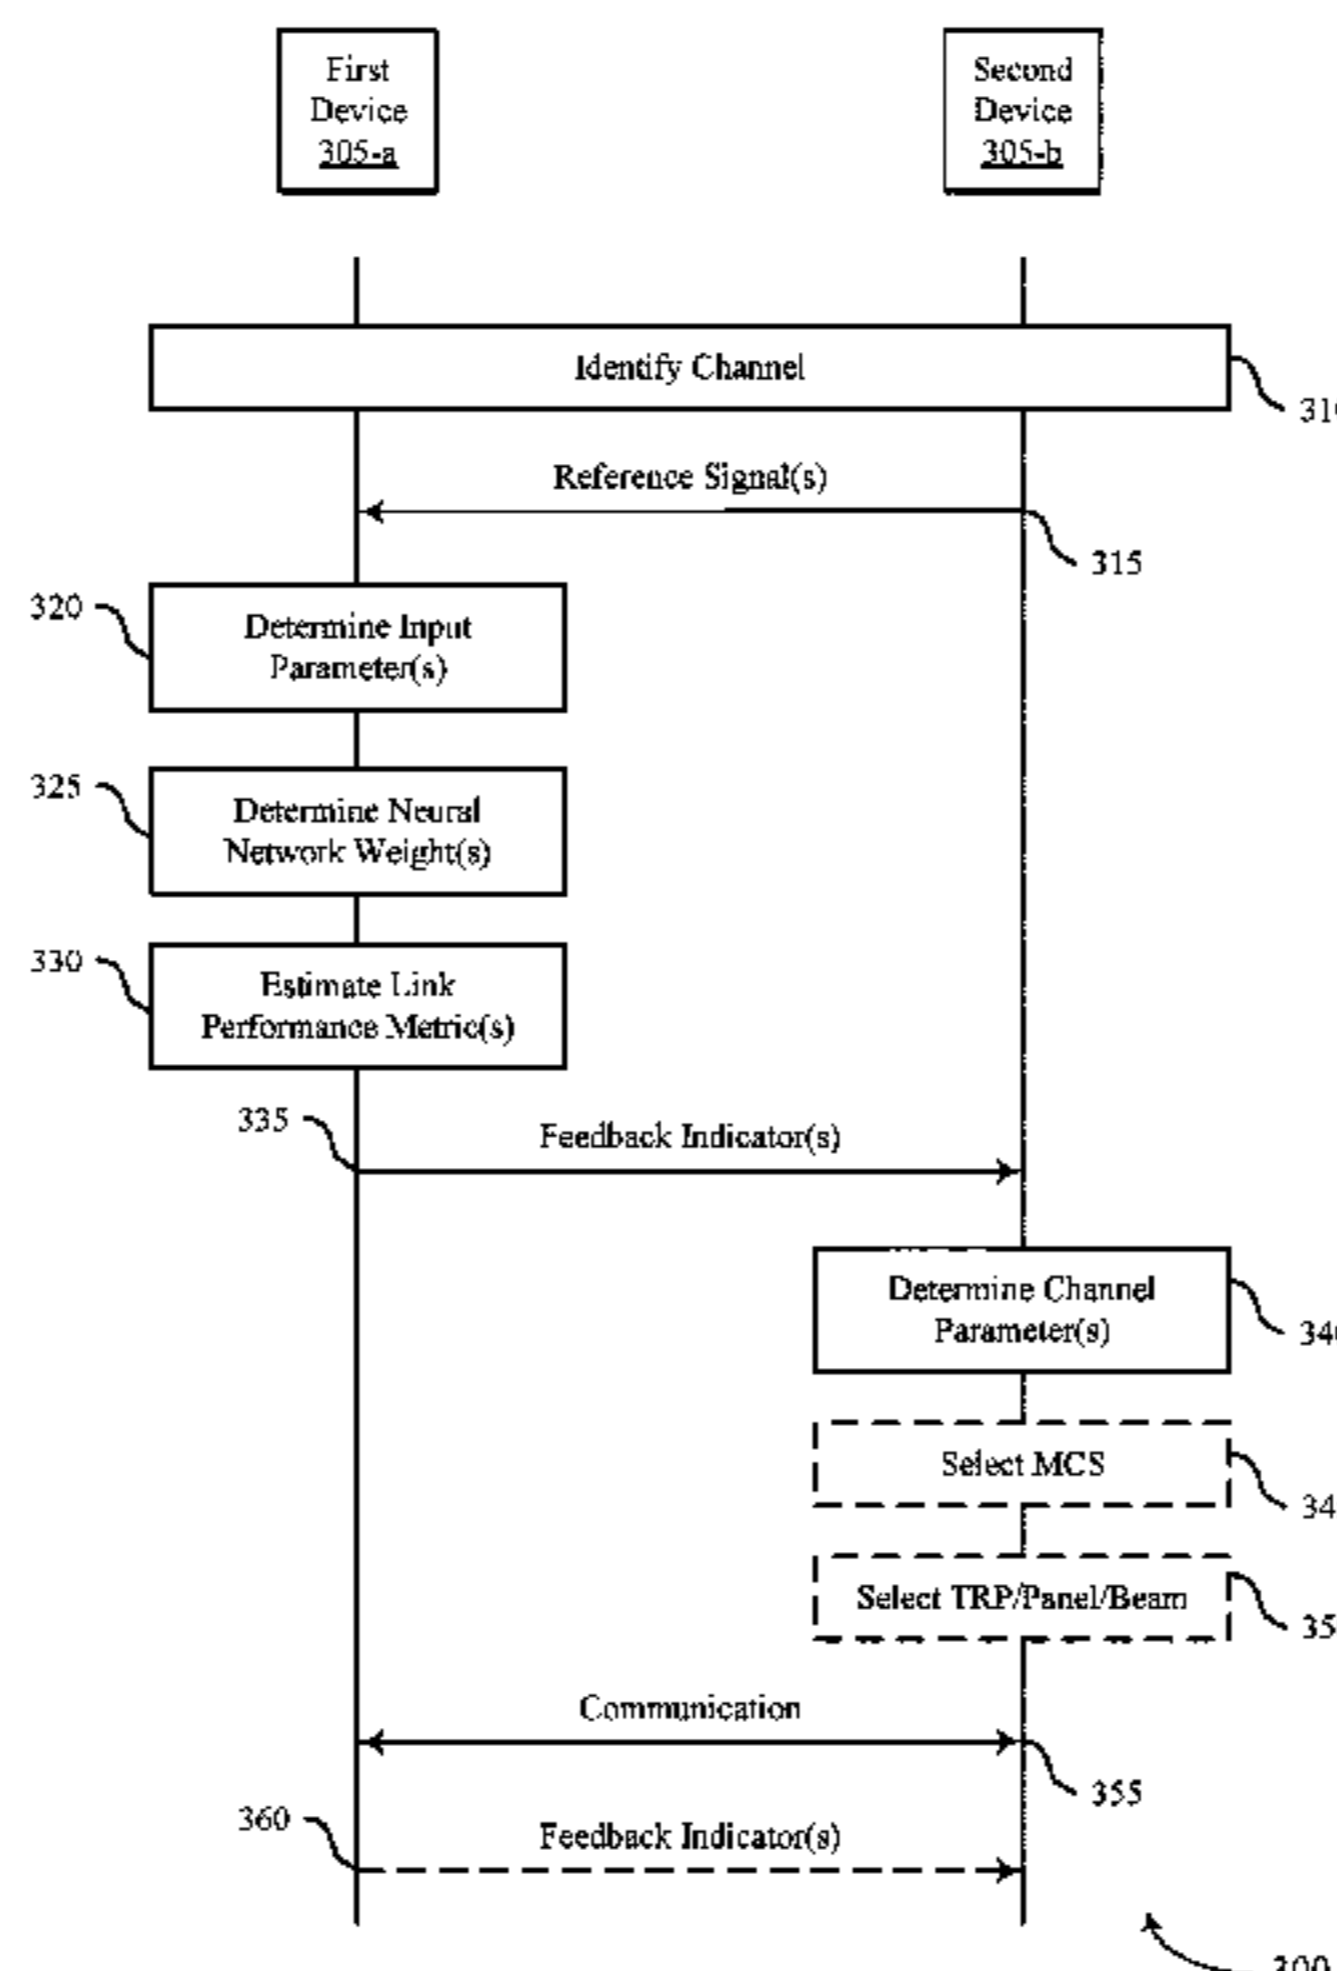 First
Device
305-a
Second
Device
305-b
Identify Channel
Reference Signal(s)
315
320
Determine Input
Parameter(s)
325
Determine Neural
Network Weight(s)
330
Estimate Link
Performance Metric(s)
335
Feedback Indicator(s)
Determine Channel
Parameter(s)
Select MCS
Select TRP/Panel/Beam
Communication
355
360
Feedback Indicator(s)